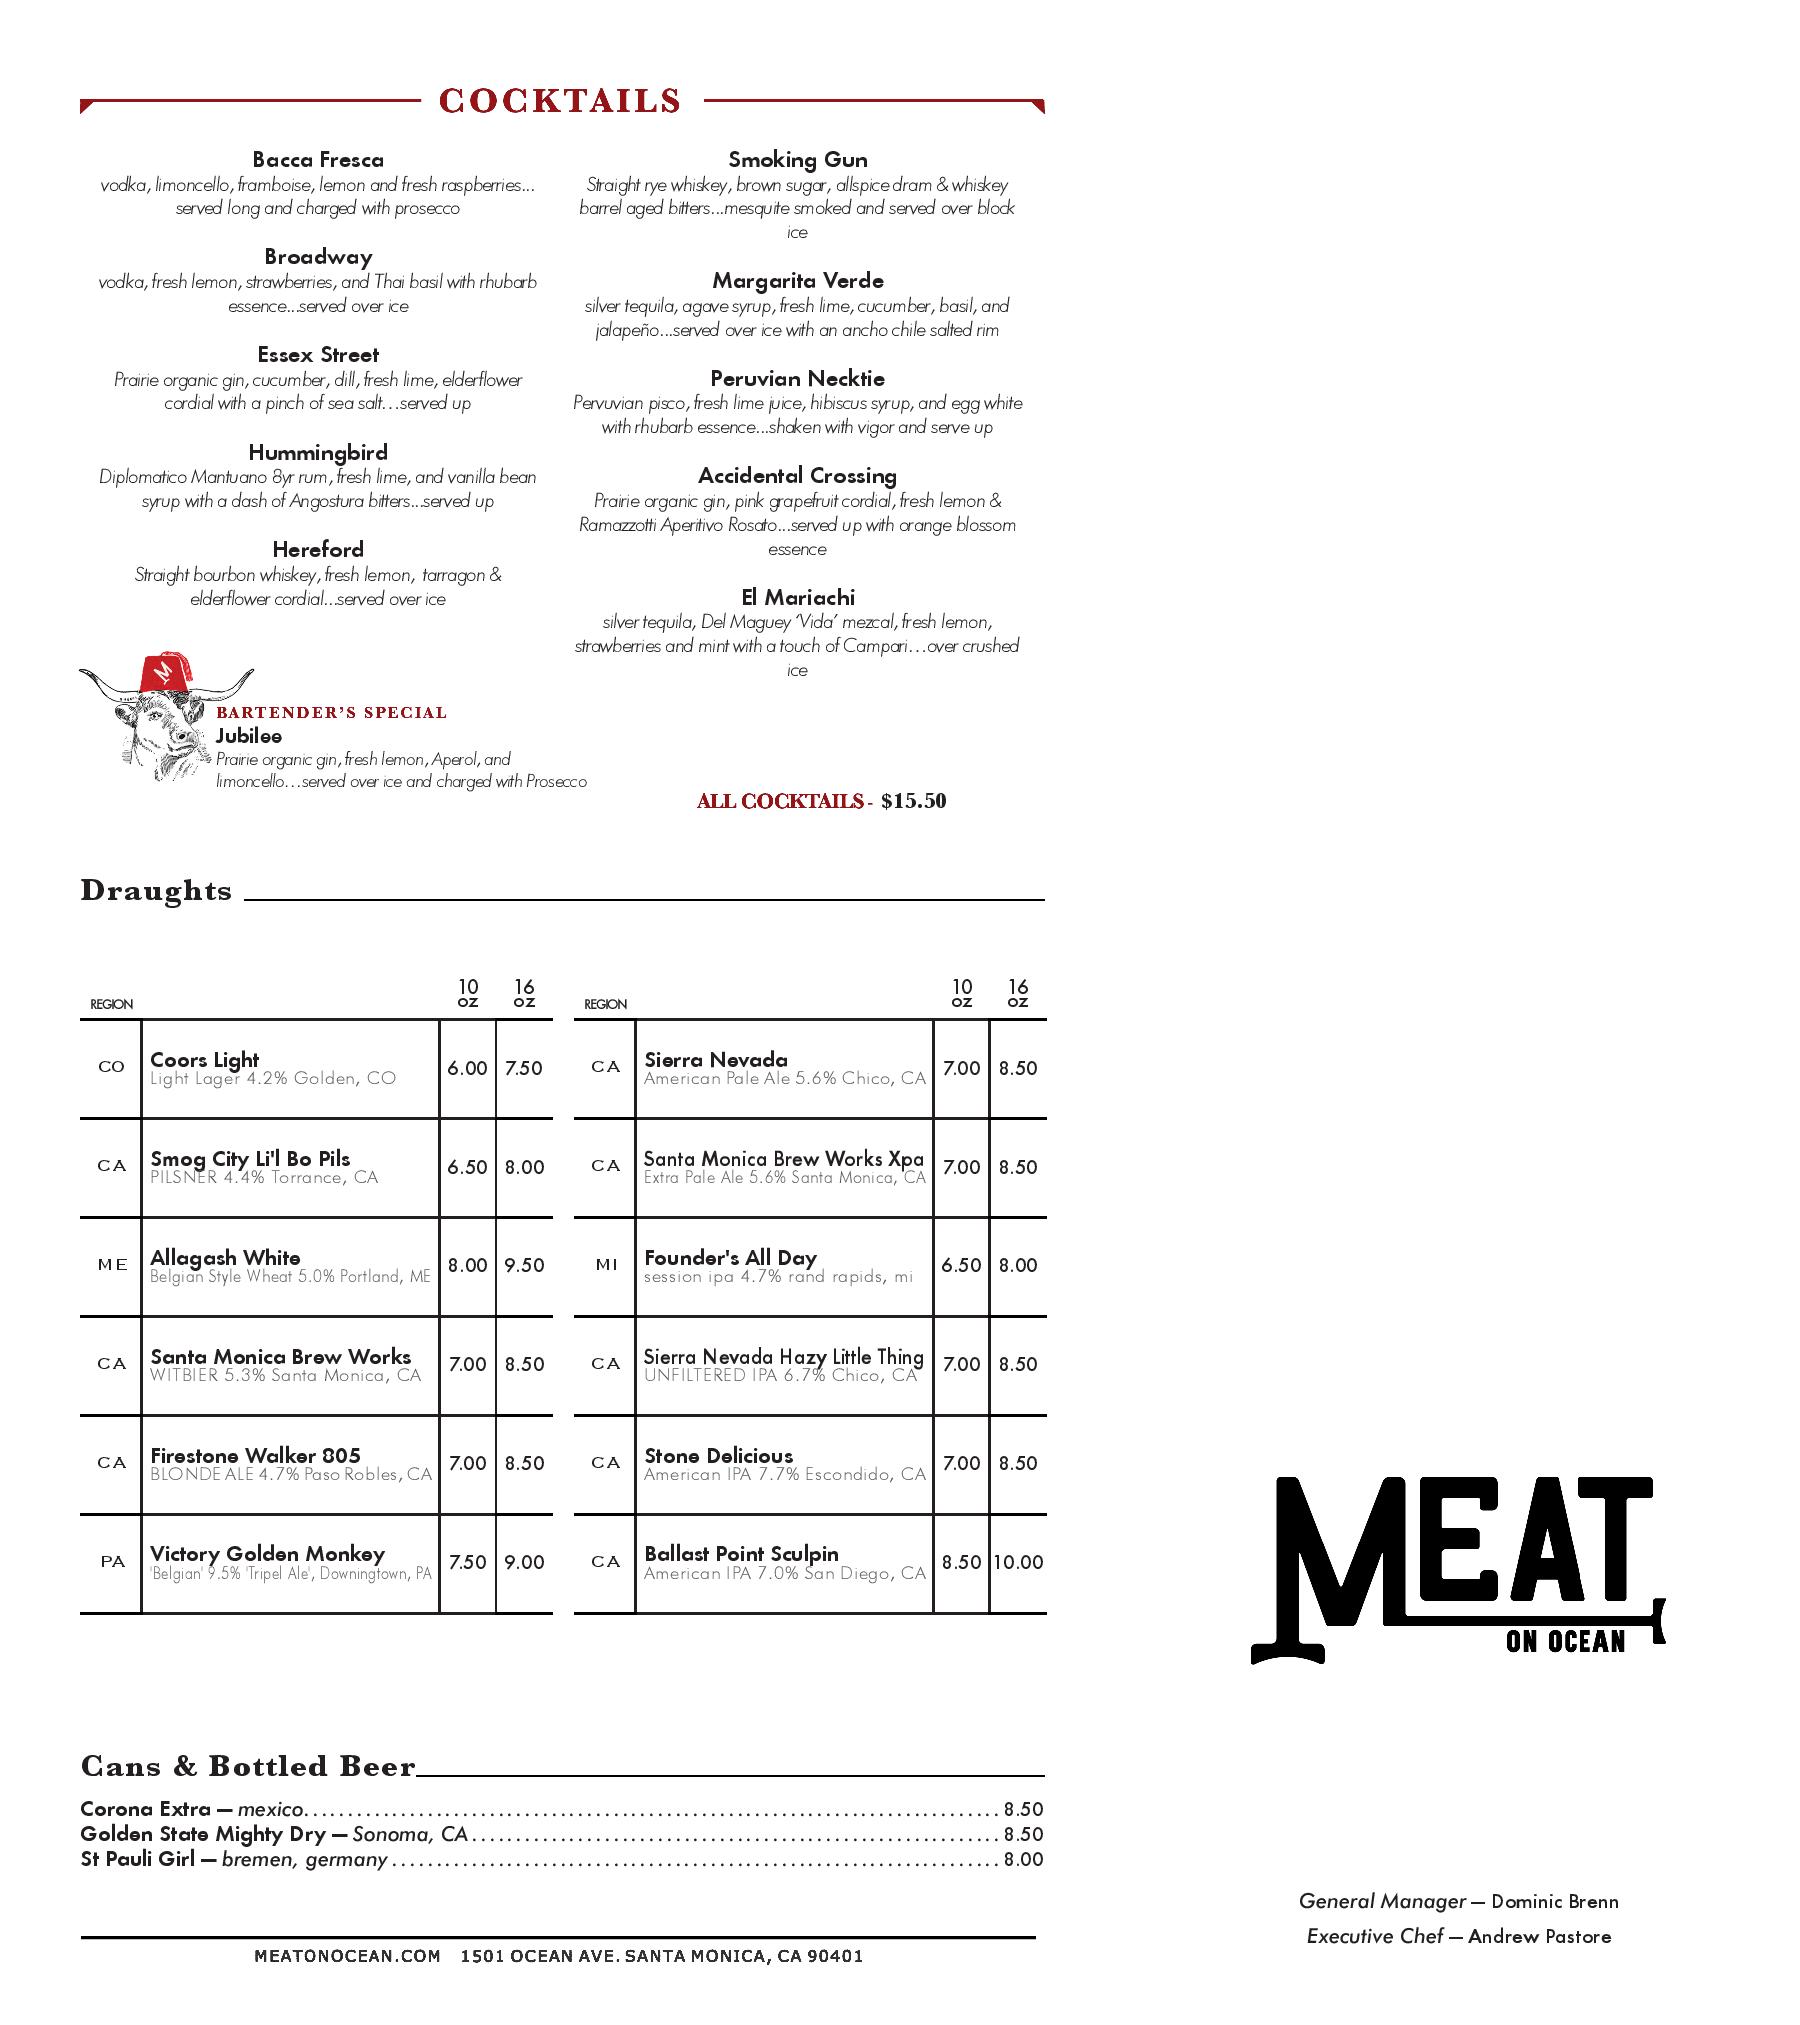 COCKTAILS
Bacca Fresca
vodka, limoncello, framboise, lemon and fresh raspberries...
served long and charged with prosecco
Broadway
vodka, fresh lemon, strawberries, and Thai basil with rhubarb
essence...served over ice
Essex Street
Prairie organic gin, cucumber, dill, fresh lime, elderflower
cordial with a pinch of sea salt...served up
Hummingbird
Diplomatico Mantuano 8yr rum, fresh lime, and vanilla bean
syrup with a dash of Angostura bitters...served up
Hereford
Straight bourbon whiskey, fresh lemon, tarragon &
elderflower cordial...served over ice
M
BARTENDER'S SPECIAL
Jubilee
Prairie organic gin, fresh lemon, Aperol, and
limoncello...served over ice and charged with Prosecco
Smoking Gun
Straight rye whiskey, brown sugar, allspice dram & whiskey
barrel aged bitters...mesquite smoked and served over block
ice
Margarita Verde
silver tequila, agave syrup, fresh lime, cucumber, basil, and
jalapeño...served over ice with an ancho chile salted rim
Peruvian Necktie
Pervuvian pisco, fresh lime juice, hibiscus syrup, and egg white
with rhubarb essence...shaken with vigor and serve up
Accidental Crossing
Prairie organic gin, pink grapefruit cordial, fresh lemon &
Ramazzotti Aperitivo Rosato...served up with orange blossom
essence
El Mariachi
silver tequila, Del Maguey 'Vida' mezcal, fresh lemon,
strawberries and mint with a touch of Campari...over crushed
ice
ALL COCKTAILS - $15.50
Draughts
REGION 10 oz 16 oz
CO Coors Light 6.00 7.50
Light Lager 4.2% Golden, CO
CA Smog City Li'l Bo Pils 6.50 8.00
PILSNER 4.4% Torrance, CA
ME Allagash White 8.00 9.50
Belgian Style Wheat 5.0% Portland, ME
CA Santa Monica Brew Works 7.00 8.50
WITBIER 5.3% Santa Monica, CA
CA Firestone Walker 805 7.00 8.50
BLONDE ALE 4.7% Paso Robles, CA
PA Victory Golden Monkey 7.50 9.00
'Belgian' 9.5% 'Tripel Ale', Downingtown, PA
REGION 10 oz 16 oz
CA Sierra Nevada 7.00 8.50
American Pale Ale 5.6% Chico, CA
CA Santa Monica Brew Works Xpa 7.00 8.50
Extra Pale Ale 5.6% Santa Monica, CA
MI Founder's All Day 6.50 8.00
session ipa 4.7% rand rapids, mi
CA Sierra Nevada Hazy Little Thing 7.00 8.50
UNFILTERED IPA 6.7% Chico, CA
CA Stone Delicious 7.00 8.50
American IPA 7.7% Escondido, CA
CA Ballast Point Sculpin 8.50 10.00
American IPA 7.0% San Diego, CA
Cans & Bottled Beer
Corona Extra — mexico 8.50
Golden State Mighty Dry — Sonoma, CA 8.50
St Pauli Girl — bremen, germany 8.00
MEATONOCEAN.COM 1501 OCEAN AVE. SANTA MONICA, CA 90401
MEAT
ON OCEAN
General Manager — Dominic Brenn
Executive Chef — Andrew Pastore